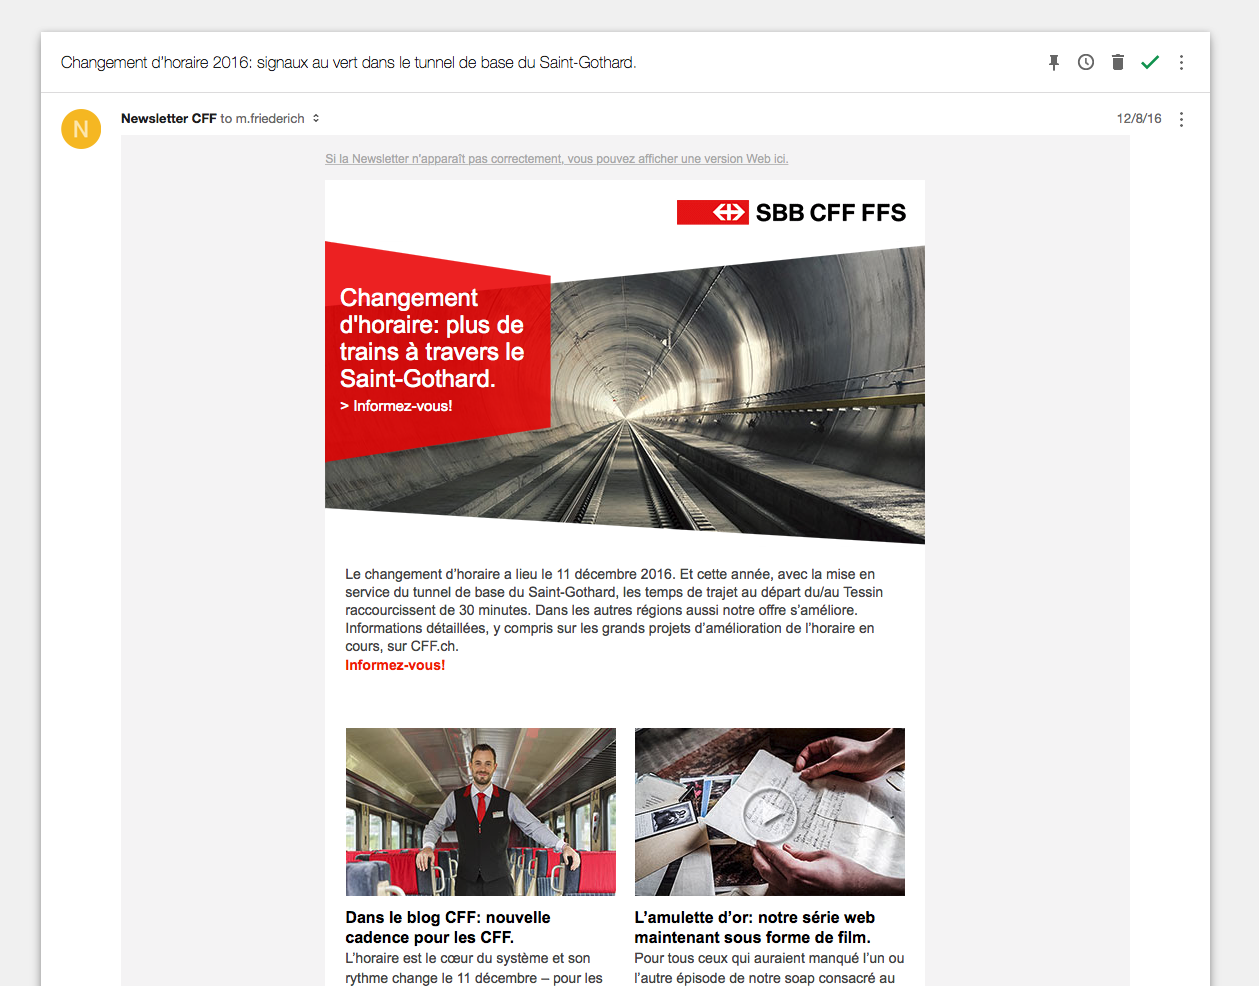 Changement d'horaire 2016: signaux au vert dans le tunnel de base du Saint-Gothard.
N
Newsletter CFF to m.friederich
12/8/16
Si la Newsletter n'apparaît pas correctement, vous pouvez afficher une version Web ici.
SBB CFF FFS
Changement
d'horaire: plus de
trains à travers le
Saint-Gothard.
> Informez-vous!
Le changement d'horaire a lieu le 11 décembre 2016. Et cette année, avec la mise en
service du tunnel de base du Saint-Gothard, les temps de trajet au départ du/au Tessin
raccourcissent de 30 minutes. Dans les autres régions aussi notre offre s'améliore.
Informations détaillées, y compris sur les grands projets d'amélioration de l'horaire en
cours, sur CFF.ch.
Informez-vous!
Dans le blog CFF: nouvelle
cadence pour les CFF.
L'horaire est le cœur du système et son
rythme change le 11 décembre – pour les
L'amulette d'or: notre série web
maintenant sous forme de film.
Pour tous ceux qui auraient manqué l'un ou
l'autre épisode de notre soap consacré au